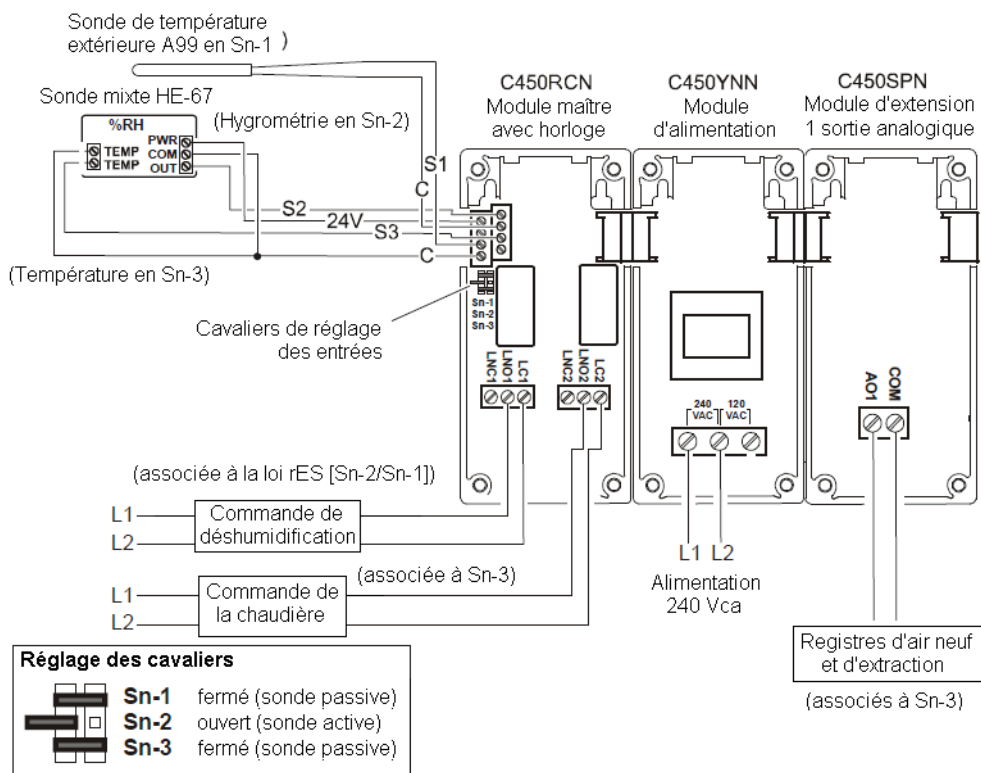 Sonde de température
extérieure A99 en Sn-1 )
Sonde mixte HE-67
(Hygrométrie en Sn-2)
%RH
TEMP
TEMP
PWR
COM
OUT
S1
C
S2
24V
S3
C
(Température en Sn-3)
C450RCN
Module maître
avec horloge
C450YNN
Module
d'alimentation
C450SPN
Module d'extension
1 sortie analogique
Sn-1
Sn-2
Sn-3
Cavaliers de réglage
des entrées
LNC1
LNO1
LC1
LNC2
LNO2
LC2
240
VAC
120
VAC
AO1
COM
(associée à la loi rES [Sn-2/Sn-1])
L1
L2
Commande de
déshumidification
(associée à Sn-3)
L1
L2
Commande de
la chaudière
L1 L2
Alimentation
240 Vca
Registres d'air neuf
et d'extraction
(associés à Sn-3)
Réglage des cavaliers
Sn-1 fermé (sonde passive)
Sn-2 ouvert (sonde active)
Sn-3 fermé (sonde passive)